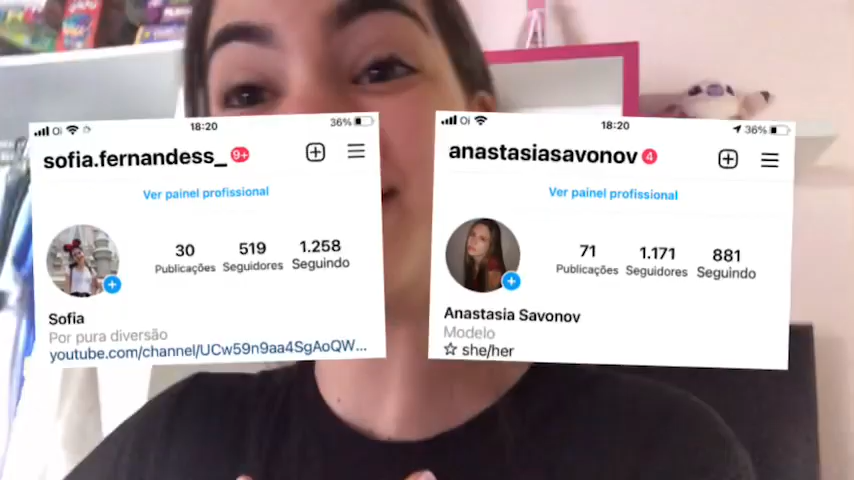 Oi 18:20 36%
sofia.fernandess_ 9+
Ver painel profissional
30 519 1.258
Publicações Seguidores Seguindo
Sofia
Por pura diversão
youtube.com/channel/UCw59n9aa4SgAoQW...
Oi 18:20 36%
anastasiasavonov 4
Ver painel profissional
71 1.171 881
Publicações Seguidores Seguindo
Anastasia Savonov
Modelo
☆ she/her